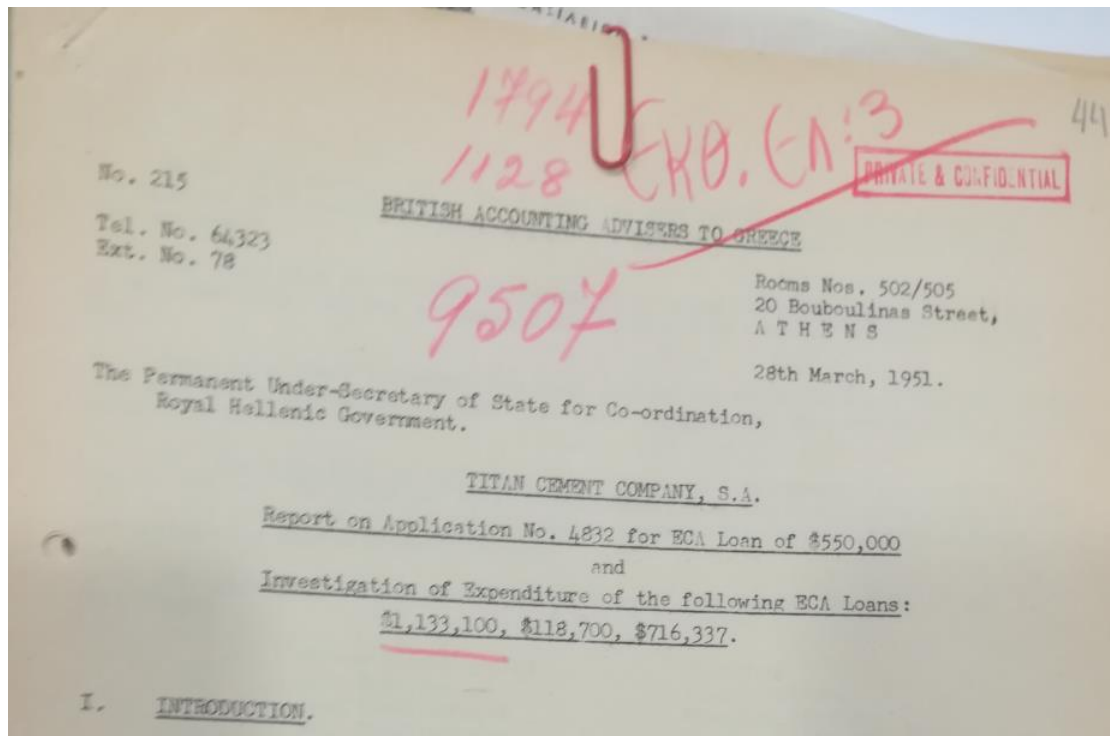 1794
1128
ΕΚΘ. ΕΛ: 3
44
PRIVATE & CONFIDENTIAL
No. 215
BRITISH ACCOUNTING ADVISERS TO GREECE
Tel. No. 64323
Ext. No. 78
9507
Rooms Nos. 502/505
20 Bouboulinas Street,
A T H E N S
28th March, 1951.
The Permanent Under-Secretary of State for Co-ordination,
Royal Hellenic Government.
TITAN CEMENT COMPANY, S.A.
Report on Application No. 4832 for ECA Loan of $550,000
and
Investigation of Expenditure of the following ECA Loans:
$1,133,100, $118,700, $716,337.
I. INTRODUCTION.